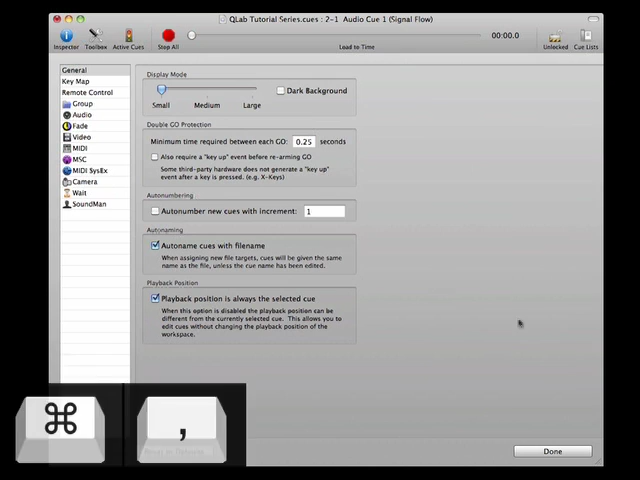 QLab Tutorial Series.cues : 2-1 Audio Cue 1 (Signal Flow)
Inspector Toolbox Active Cues Stop All Load to Time 00:00.0 Unlocked Cue Lists
General
Key Map
Remote Control
Group
Audio
Fade
Video
MIDI
MSC
MIDI SysEx
Camera
Wait
SoundMan
Display Mode
Small Medium Large
Dark Background
Double GO Protection
Minimum time required between each GO: 0.25 seconds
Also require a "key up" event before re-arming GO
Some third-party hardware does not generate a "key up"
event after a key is pressed. (e.g. X-Keys)
Autonumbering
Autonumber new cues with increment: 1
Autonaming
Autoname cues with filename
When assigning new file targets, cues will be given the same
name as the file, unless the cue name has been edited.
Playback Position
Playback position is always the selected cue
When this option is disabled the playback position can be
different from the currently selected cue. This allows you to
edit cues without changing the playback position of the
workspace.
⌘ ,
Done